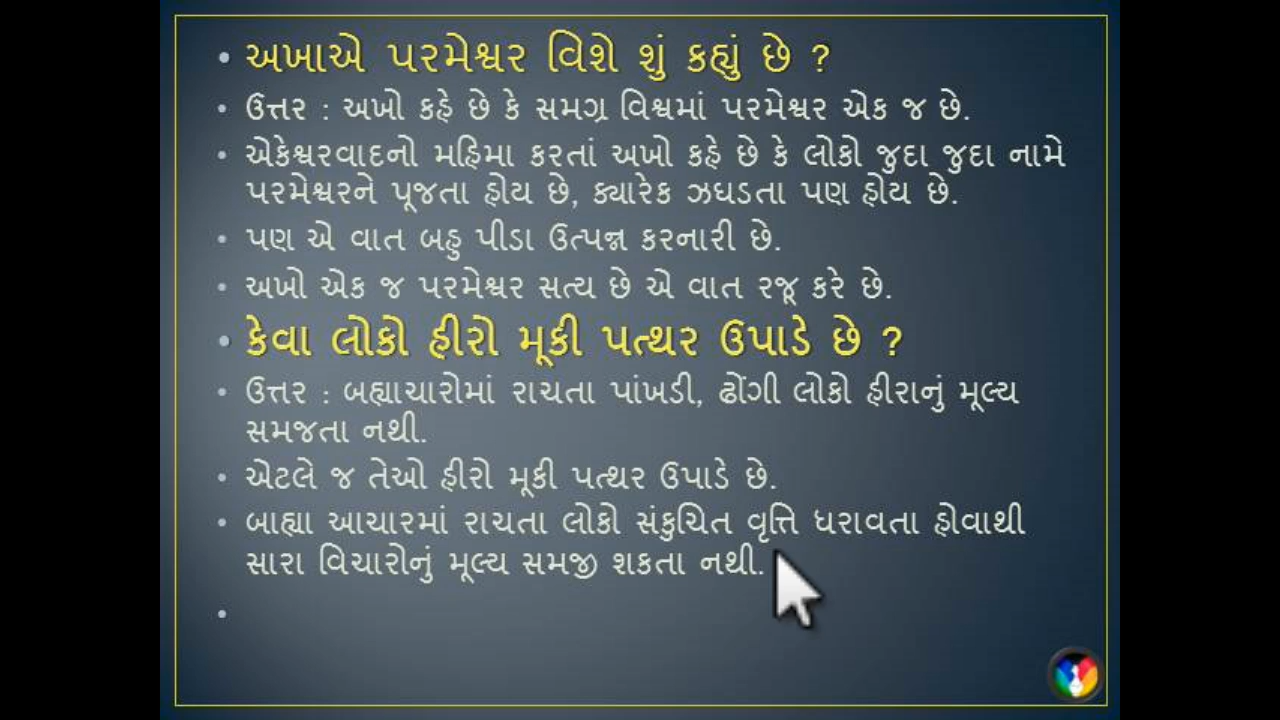 • અખાએ પરમેશ્વર વિશે શું કહ્યું છે ?
• ઉત્તર : અખો કહે છે કે સમગ્ર વિશ્વમાં પરમેશ્વર એક જ છે.
• એકેશ્વરવાદનો મહિમા કરતાં અખો કહે છે કે લોકો જુદા જુદા નામે
પરમેશ્વરને પૂજતા હોય છે, ક્યારેક ઝઘડતા પણ હોય છે.
• પણ એ વાત બહુ પીડા ઉત્પન્ન કરનારી છે.
• અખો એક જ પરમેશ્વર સત્ય છે એ વાત રજૂ કરે છે.
• કેવા લોકો હીરો મૂકી પત્થર ઉપાડે છે ?
• ઉત્તર : બહ્યાચારોમાં રાચતા પાંખડી, ઢોંગી લોકો હીરાનું મૂલ્ય
સમજતા નથી.
• એટલે જ તેઓ હીરો મૂકી પત્થર ઉપાડે છે.
• બાહ્યા આચારમાં રાચતા લોકો સંકુચિત વૃત્તિ ધરાવતા હોવાથી
સારા વિચારોનું મૂલ્ય સમજી શકતા નથી.
•